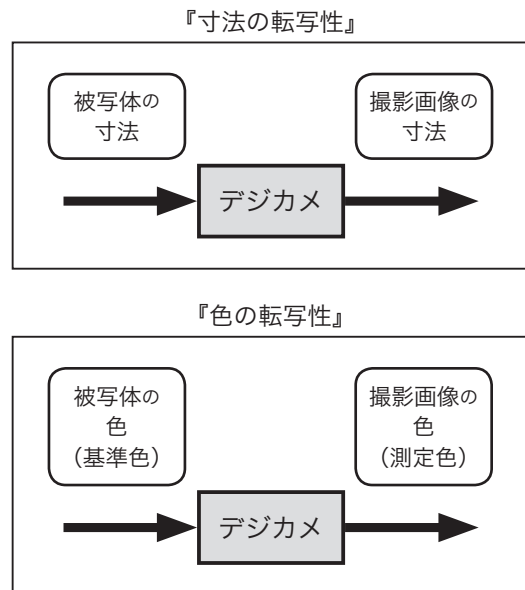 『寸法の転写性』
被写体の
寸法
撮影画像の
寸法
デジカメ
『色の転写性』
被写体の
色
（基準色）
撮影画像の
色
（測定色）
デジカメ